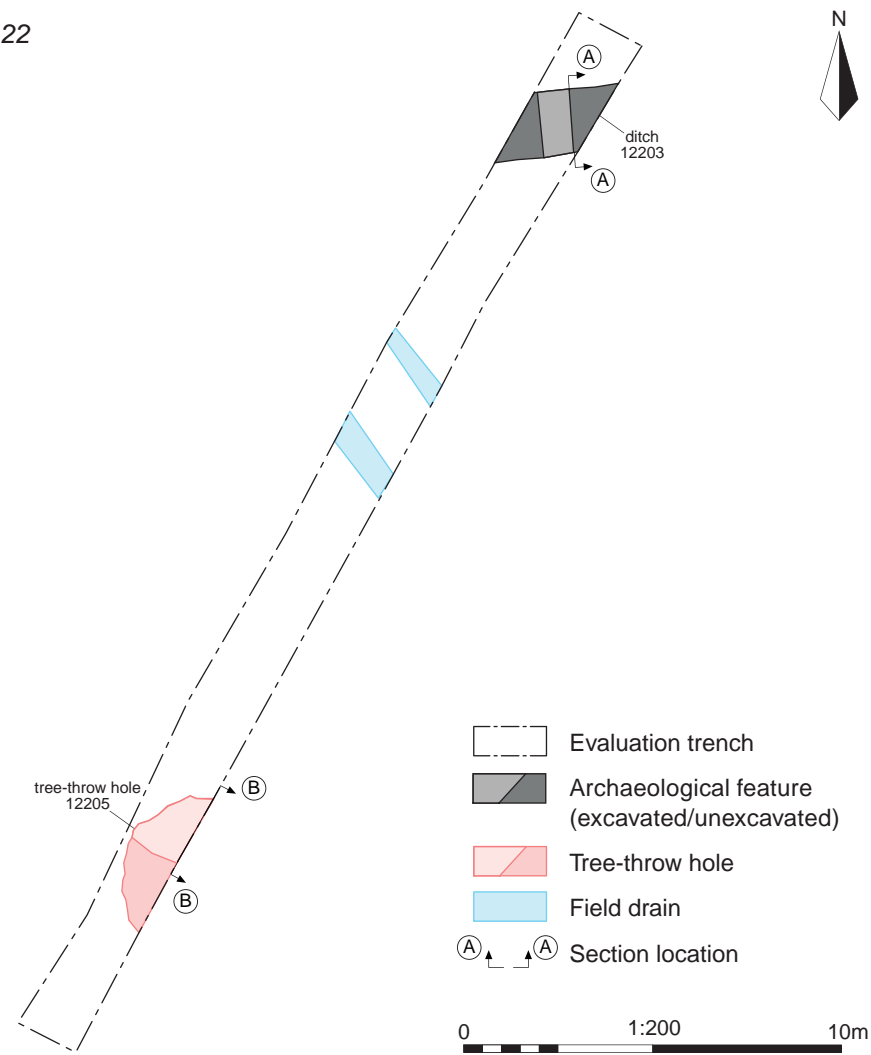 22
N
A
ditch
12203
A
tree-throw hole
12205
B
B
Evaluation trench
Archaeological feature
(excavated/unexcavated)
Tree-throw hole
Field drain
A A Section location
0 1:200 10m